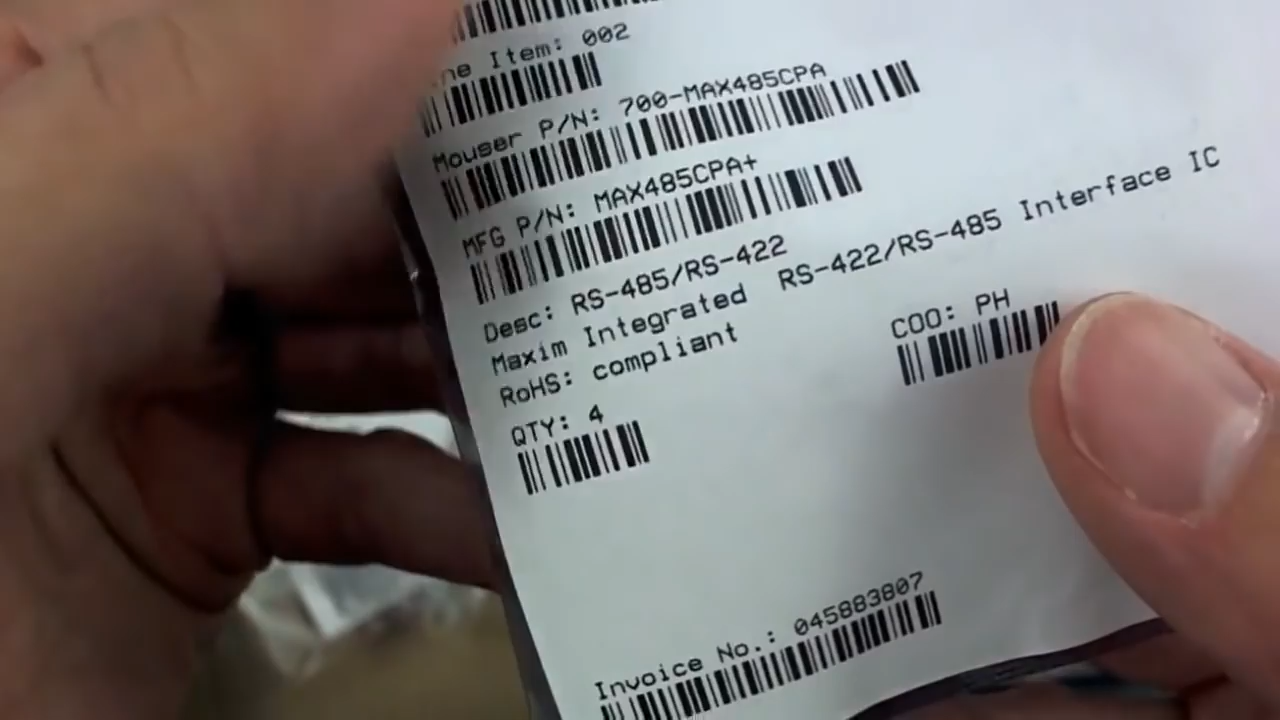 ne Item: 002
Mouser P/N: 700-MAX485CPA
MFG P/N: MAX485CPA+
Desc: RS-485/RS-422
Maxim Integrated RS-422/RS-485 Interface IC
RoHS: compliant
COO: PH
QTY: 4
Invoice No.: 045883807